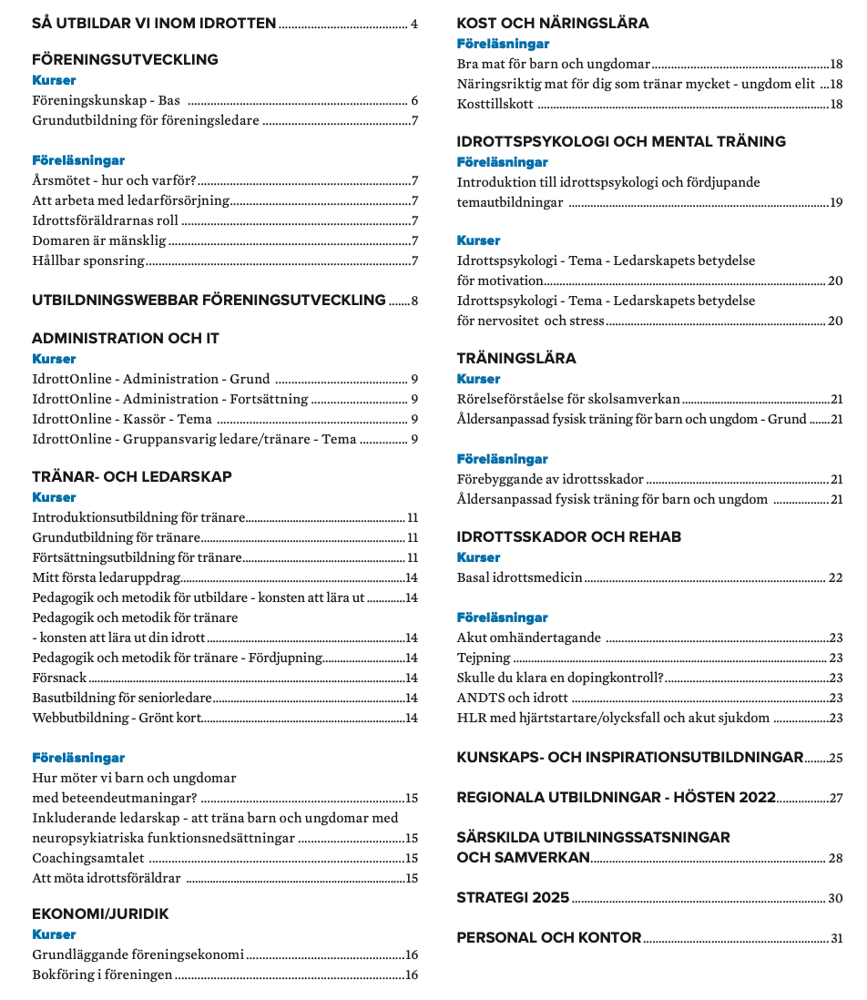 SÅ UTBILDAR VI INOM IDROTTEN 4
FÖRENINGSUTVECKLING
Kurser
Föreningskunskap - Bas 6
Grundutbildning för föreningsledare 7
Föreläsningar
Årsmötet - hur och varför? 7
Att arbeta med ledarförsörjning 7
Idrottsföräldrarnas roll 7
Domaren är mänsklig 7
Hållbar sponsring 7
UTBILDNINGSWEBBAR FÖRENINGSUTVECKLING 8
ADMINISTRATION OCH IT
Kurser
IdrottOnline - Administration - Grund 9
IdrottOnline - Administration - Fortsättning 9
IdrottOnline - Kassör - Tema 9
IdrottOnline - Gruppansvarig ledare/tränare - Tema 9
TRÄNAR- OCH LEDARSKAP
Kurser
Introduktionsutbildning för tränare 11
Grundutbildning för tränare 11
Förtsättningsutbildning för tränare 11
Mitt första ledaruppdrag 14
Pedagogik och metodik för utbildare - konsten att lära ut 14
Pedagogik och metodik för tränare
- konsten att lära ut din idrott 14
Pedagogik och metodik för tränare - Fördjupning 14
Försnack 14
Basutbildning för seniorledare 14
Webbutbildning - Grönt kort 14
Föreläsningar
Hur möter vi barn och ungdomar
med beteendeutmaningar? 15
Inkluderande ledarskap - att träna barn och ungdomar med
neuropsykiatriska funktionsnedsättningar 15
Coachingsamtalet 15
Att möta idrottsföräldrar 15
EKONOMI/JURIDIK
Kurser
Grundläggande föreningsekonomi 16
Bokföring i föreningen 16
KOST OCH NÄRINGSLÄRA
Föreläsningar
Bra mat för barn och ungdomar 18
Näringsriktig mat för dig som tränar mycket - ungdom elit 18
Kosttillskott 18
IDROTTSPSYKOLOGI OCH MENTAL TRÄNING
Föreläsningar
Introduktion till idrottspsykologi och fördjupande
temautbildningar 19
Kurser
Idrottspsykologi - Tema - Ledarskapets betydelse
för motivation 20
Idrottspsykologi - Tema - Ledarskapets betydelse
för nervositet och stress 20
TRÄNINGSLÄRA
Kurser
Rörelseförståelse för skolsamverkan 21
Åldersanpassad fysisk träning för barn och ungdom - Grund 21
Föreläsningar
Förebyggande av idrottsskador 21
Åldersanpassad fysisk träning för barn och ungdom 21
IDROTTSSKADOR OCH REHAB
Kurser
Basal idrottsmedicin 22
Föreläsningar
Akut omhändertagande 23
Tejpning 23
Skulle du klara en dopingkontroll? 23
ANDTS och idrott 23
HLR med hjärtstartare/olycksfall och akut sjukdom 23
KUNSKAPS- OCH INSPIRATIONSUTBILDNINGAR 25
REGIONALA UTBILDNINGAR - HÖSTEN 2022 27
SÄRSKILDA UTBILNINGSSATSNINGAR
OCH SAMVERKAN 28
STRATEGI 2025 30
PERSONAL OCH KONTOR 31